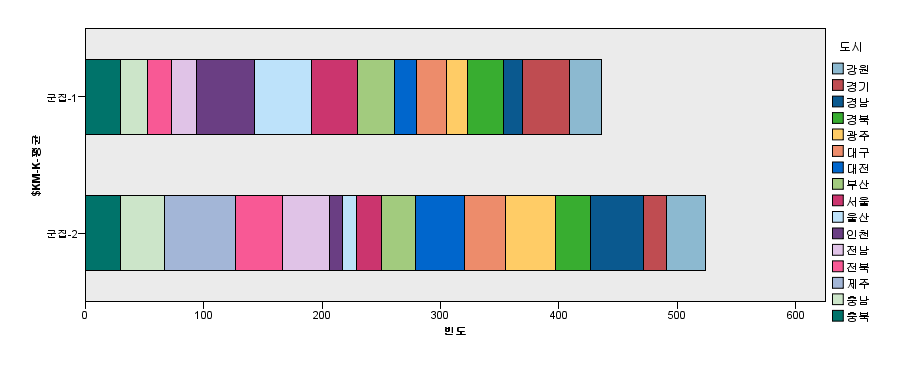 도시
강원
경기
경남
경북
광주
대구
대전
부산
서울
울산
인천
전남
전북
제주
충남
충북
$KM-K-평균
군집-1
군집-2
0 100 200 300 400 500 600
빈도